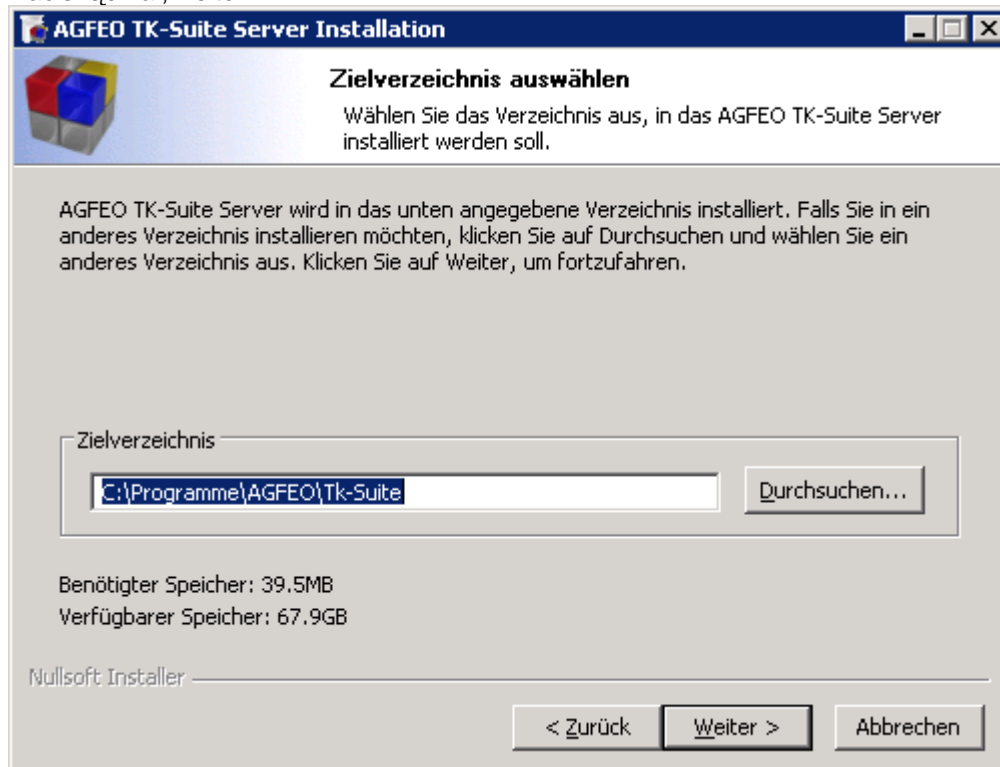 AGFEO TK-Suite Server Installation
Zielverzeichnis auswählen
Wählen Sie das Verzeichnis aus, in das AGFEO TK-Suite Server
installiert werden soll.
AGFEO TK-Suite Server wird in das unten angegebene Verzeichnis installiert. Falls Sie in ein
anderes Verzeichnis installieren möchten, klicken Sie auf Durchsuchen und wählen Sie ein
anderes Verzeichnis aus. Klicken Sie auf Weiter, um fortzufahren.
Zielverzeichnis
C:\Programme\AGFEO\Tk-Suite
Durchsuchen...
Benötigter Speicher: 39.5MB
Verfügbarer Speicher: 67.9GB
Nullsoft Installer
< Zurück
Weiter >
Abbrechen